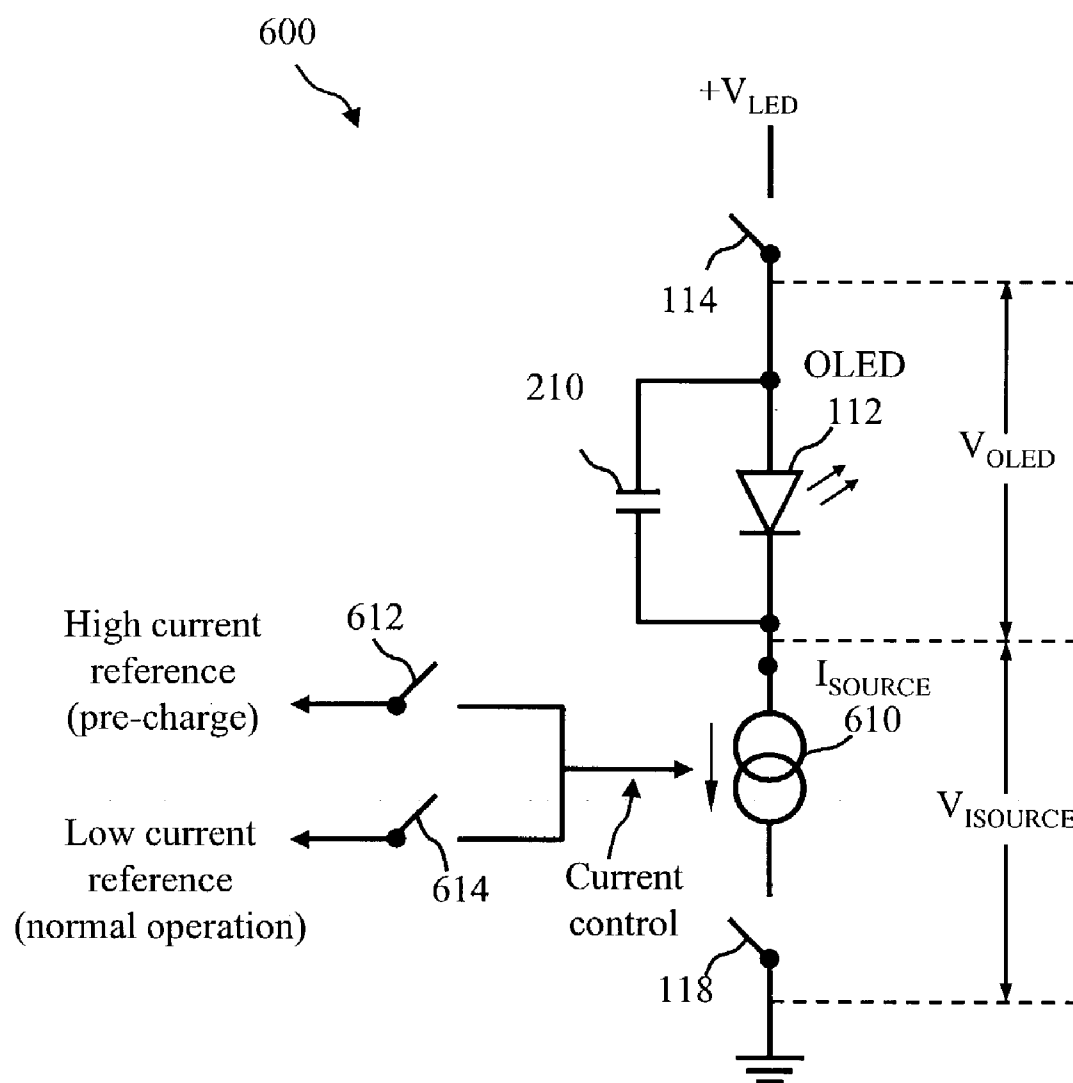 600
+V_LED
114
OLED
210
112
V_OLED
612
High current
reference
(pre-charge)
I_SOURCE
610
V_ISOURCE
Low current
reference
(normal operation)
614
Current
control
118